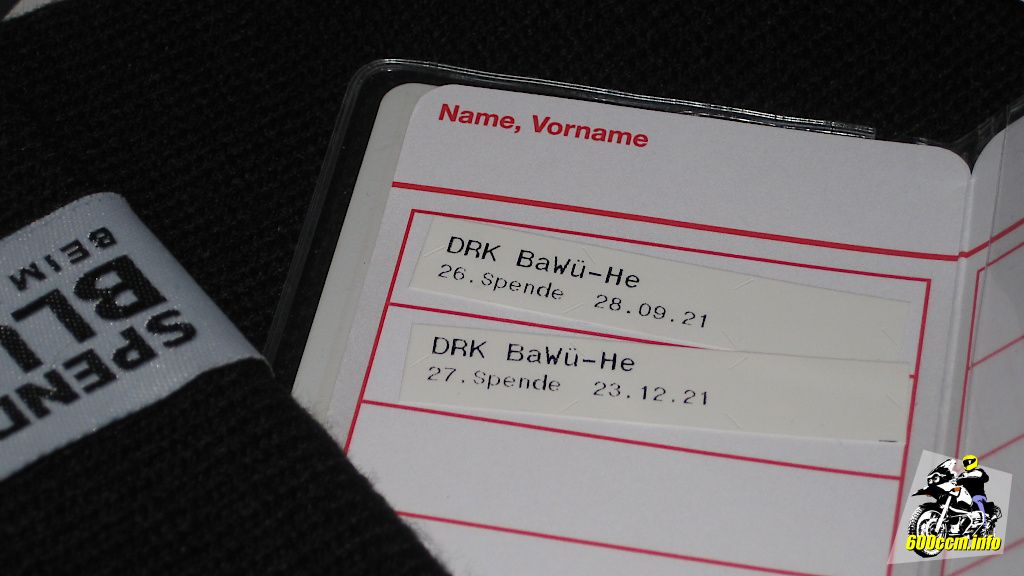 Name, Vorname
DRK BaWü-He
26.Spende 28.09.21
DRK BaWü-He
27.Spende 23.12.21
SPEND
BL
BEIM
600ccm.info